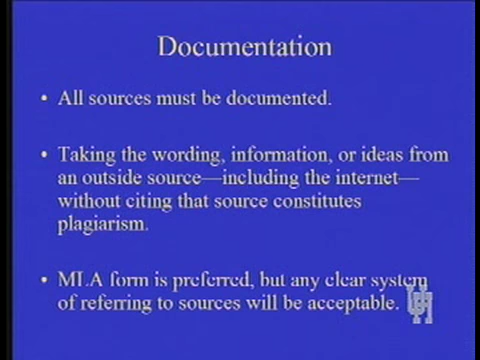 Documentation
• All sources must be documented.
• Taking the wording, information, or ideas from
an outside source—including the internet—
without citing that source constitutes
plagiarism.
• MLA form is preferred, but any clear system
of referring to sources will be acceptable.
UH